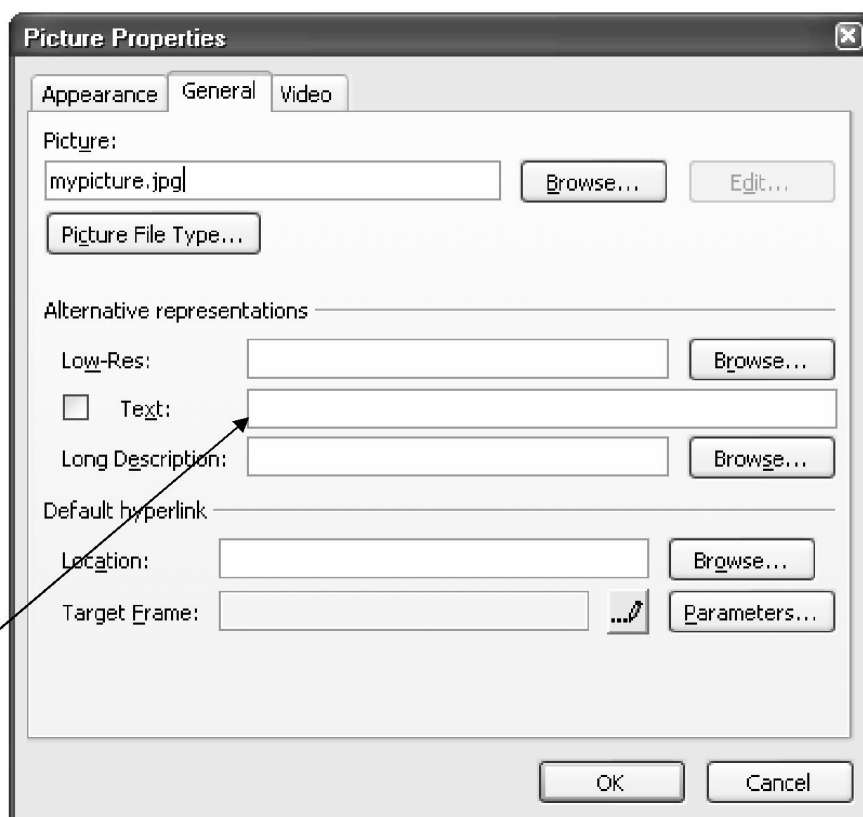 Picture Properties
Appearance General Video
Picture:
mypicture.jpg Browse... Edit...
Picture File Type...
Alternative representations
Low-Res: Browse...
Text:
Long Description: Browse...
Default hyperlink
Location: Browse...
Target Frame: ... Parameters...
OK Cancel